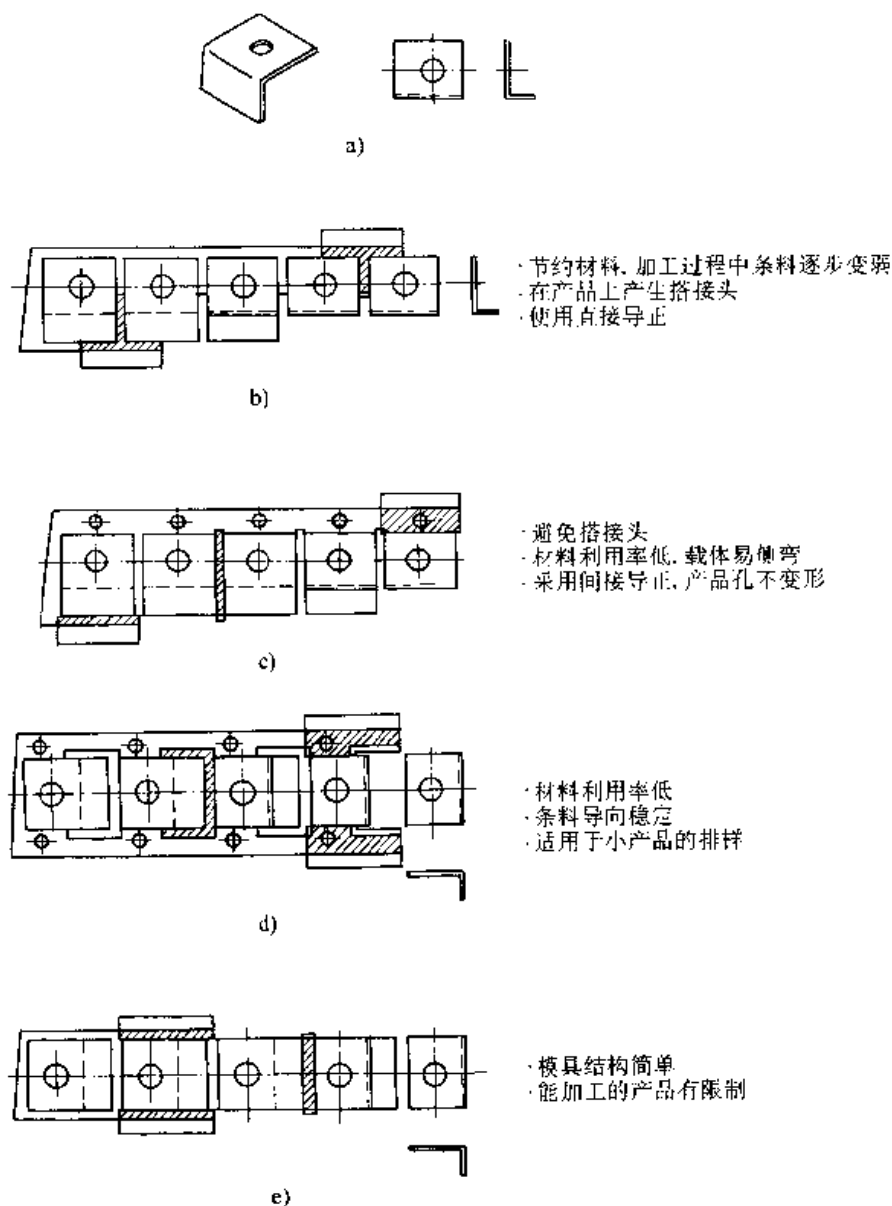 a)
· 节约材料, 加工过程中条料逐步变弱
· 在产品上产生搭接头
· 使用直接导正
b)
· 避免搭接头
· 材料利用率低, 载体易侧弯
· 采用间接导正, 产品孔不变形
c)
· 材料利用率低
· 条料导向稳定
· 适用于小产品的排样
d)
· 模具结构简单
· 能加工的产品有限制
e)